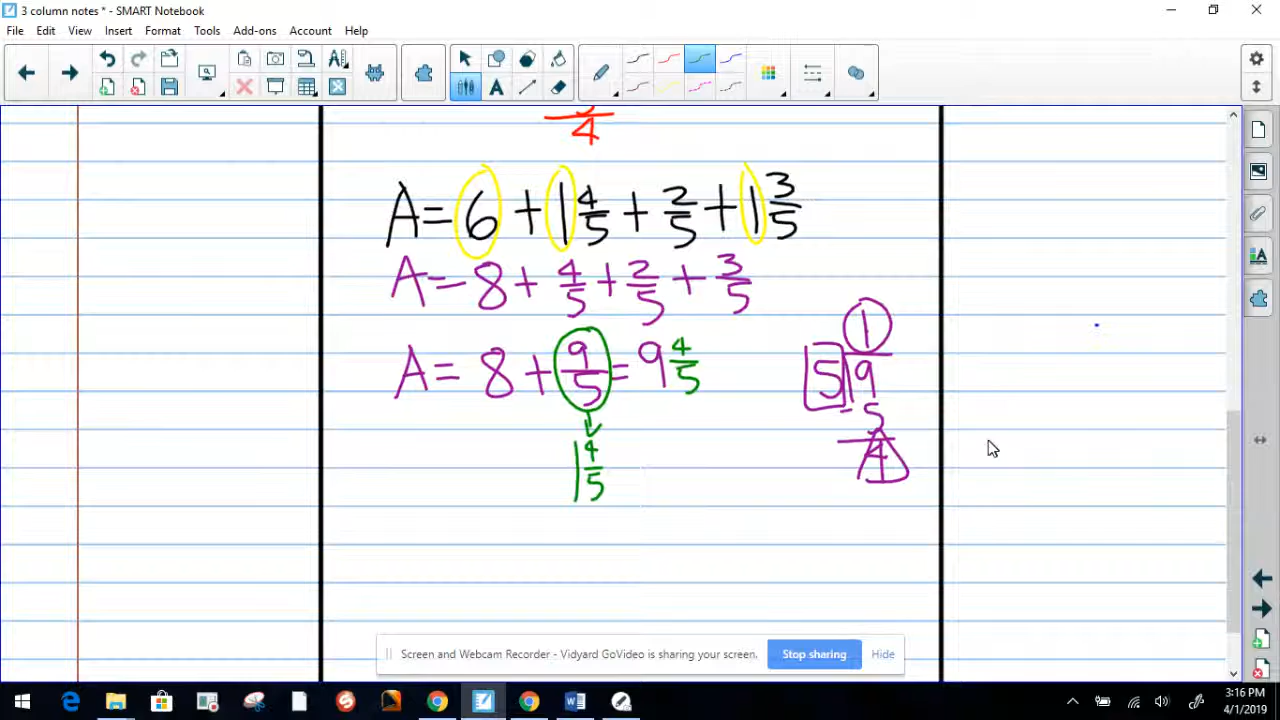 3 column notes * - SMART Notebook
File Edit View Insert Format Tools Add-ons Account Help
4
A = 6 + 1 4/5 + 2/5 + 1 3/5
A = 8 + 4/5 + 2/5 + 3/5
A = 8 + 9/5 = 9 4/5
1 4/5
1
5 9
- 5
4
Screen and Webcam Recorder - Vidyard GoVideo is sharing your screen. Stop sharing Hide
3:16 PM
4/1/2019